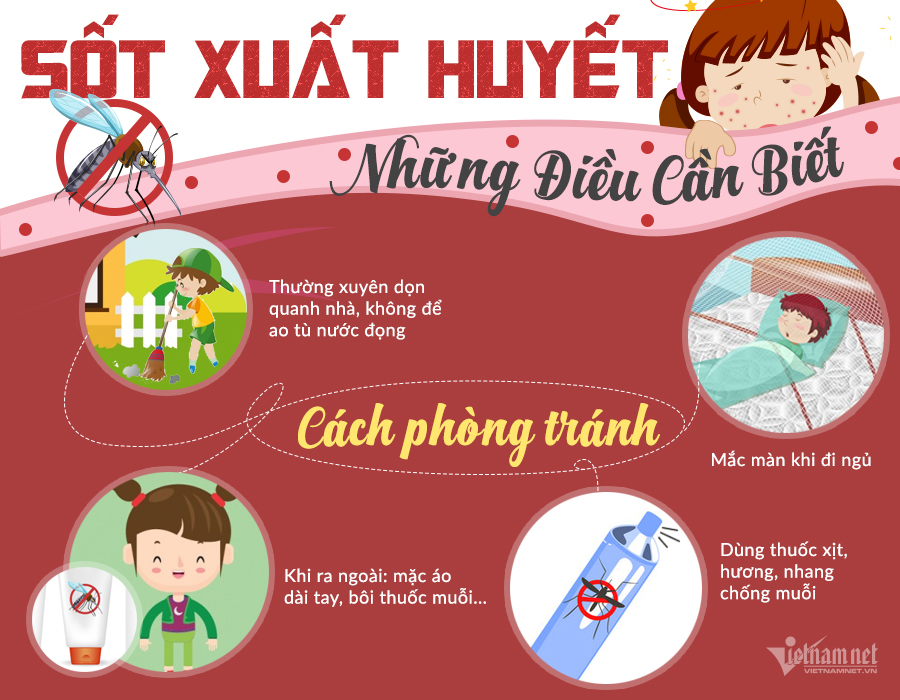 SỐT XUẤT HUYẾT
Những Điều Cần Biết
Thường xuyên dọn
quanh nhà, không để
ao tù nước đọng
Cách phòng tránh
Mắc màn khi đi ngủ
Khi ra ngoài: mặc áo
dài tay, bôi thuốc muỗi...
Dùng thuốc xịt,
hương, nhang
chống muỗi
Vietnamnet
VIETNAMNET.VN